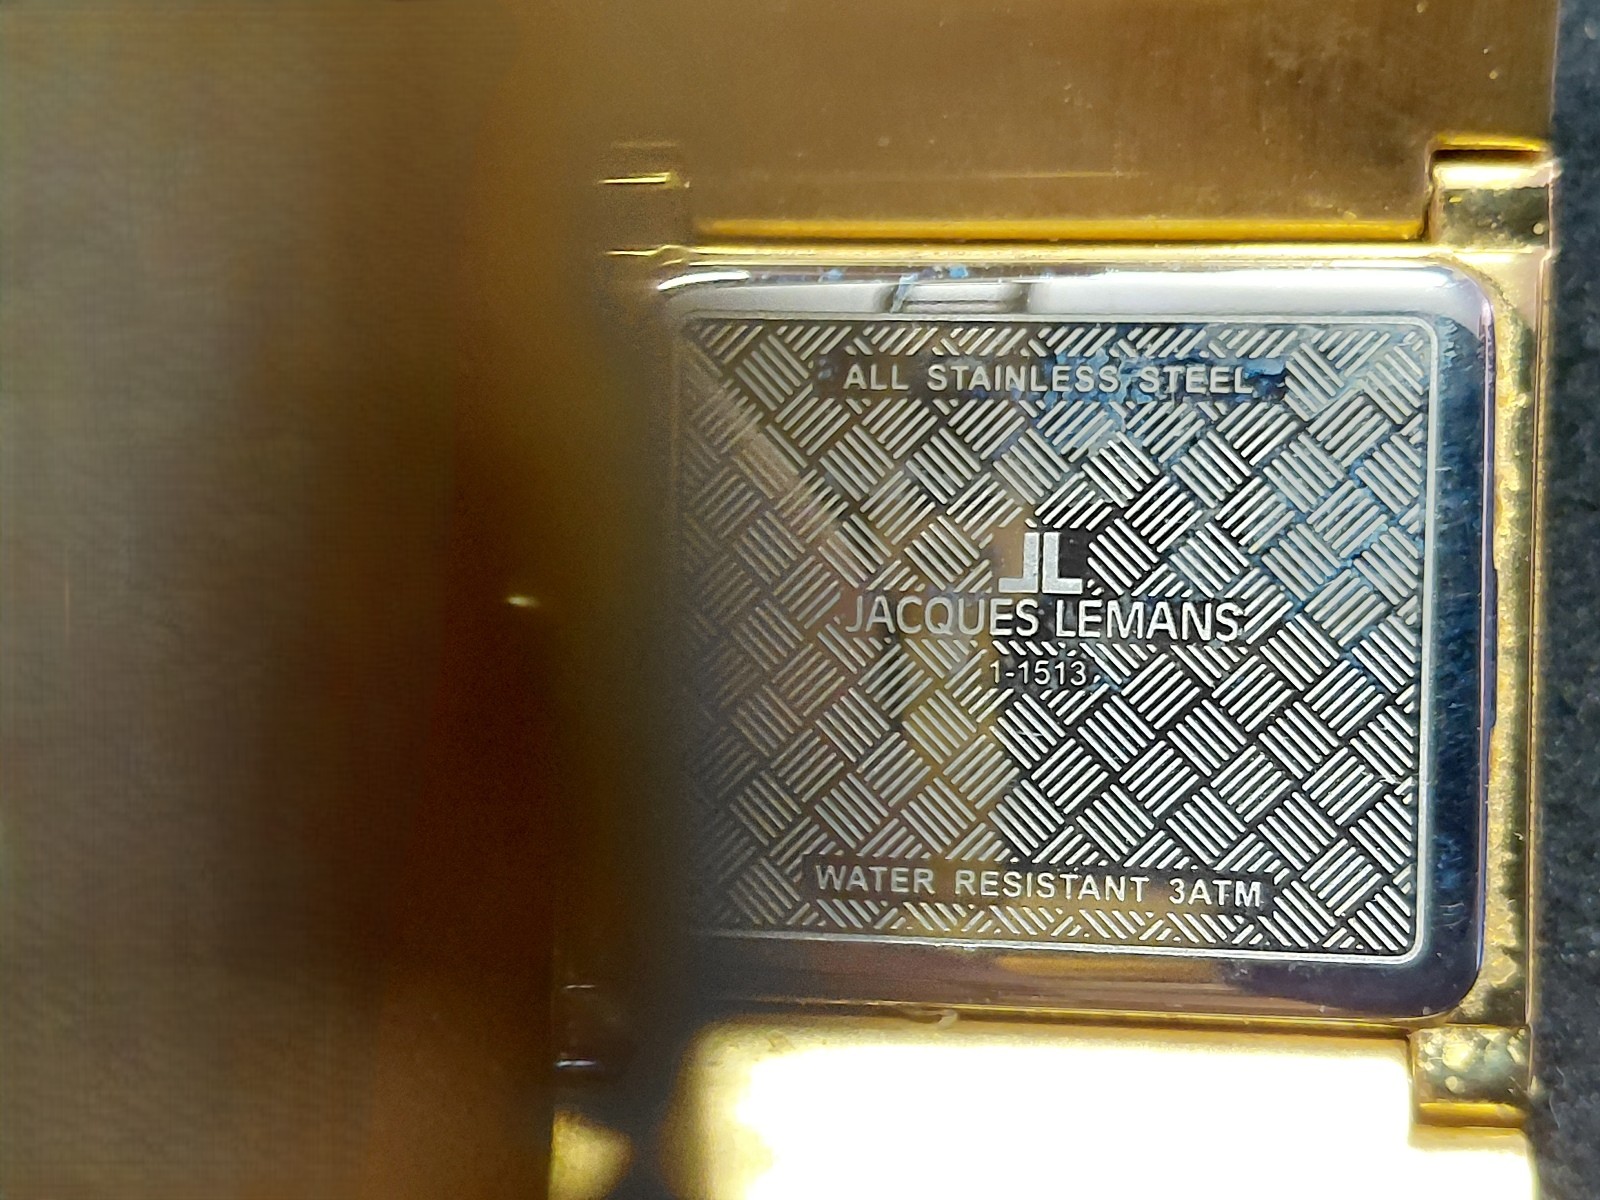 ALL STAINLESS STEEL
JL
JACQUES LEMANS
1-1513
WATER RESISTANT 3ATM